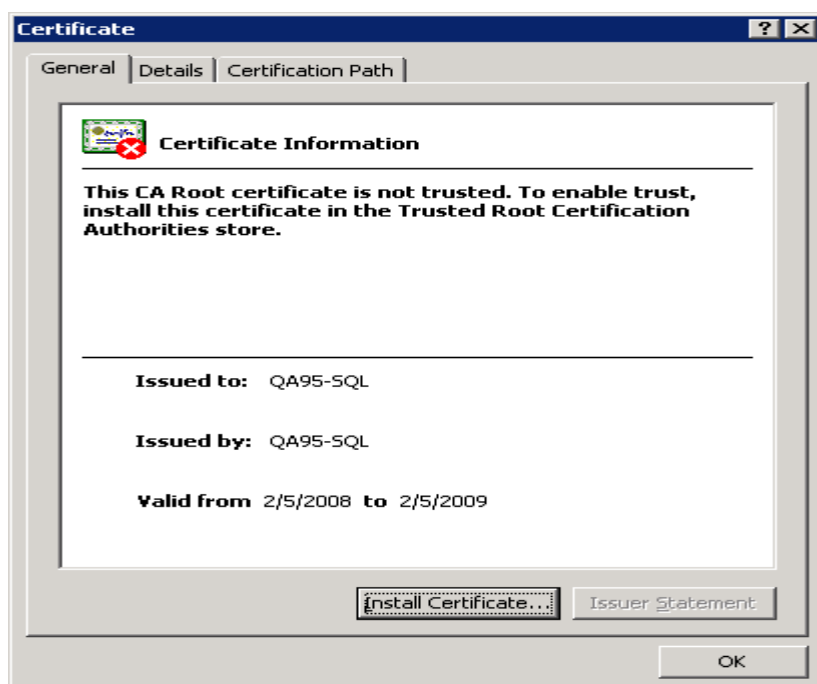 Certificate
General Details Certification Path
Certificate Information
This CA Root certificate is not trusted. To enable trust,
install this certificate in the Trusted Root Certification
Authorities store.
Issued to: QA95-SQL
Issued by: QA95-SQL
Valid from 2/5/2008 to 2/5/2009
Install Certificate... Issuer Statement
OK